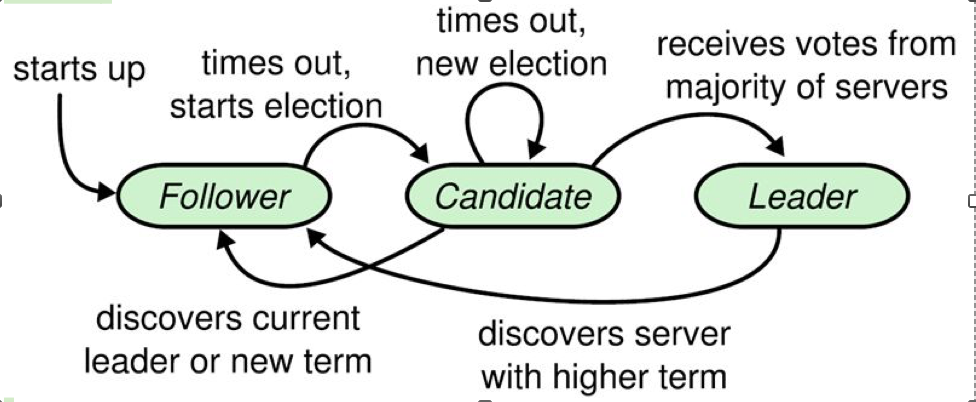 starts up
times out,
starts election
times out,
new election
receives votes from
majority of servers
Follower
Candidate
Leader
discovers current
leader or new term
discovers server
with higher term